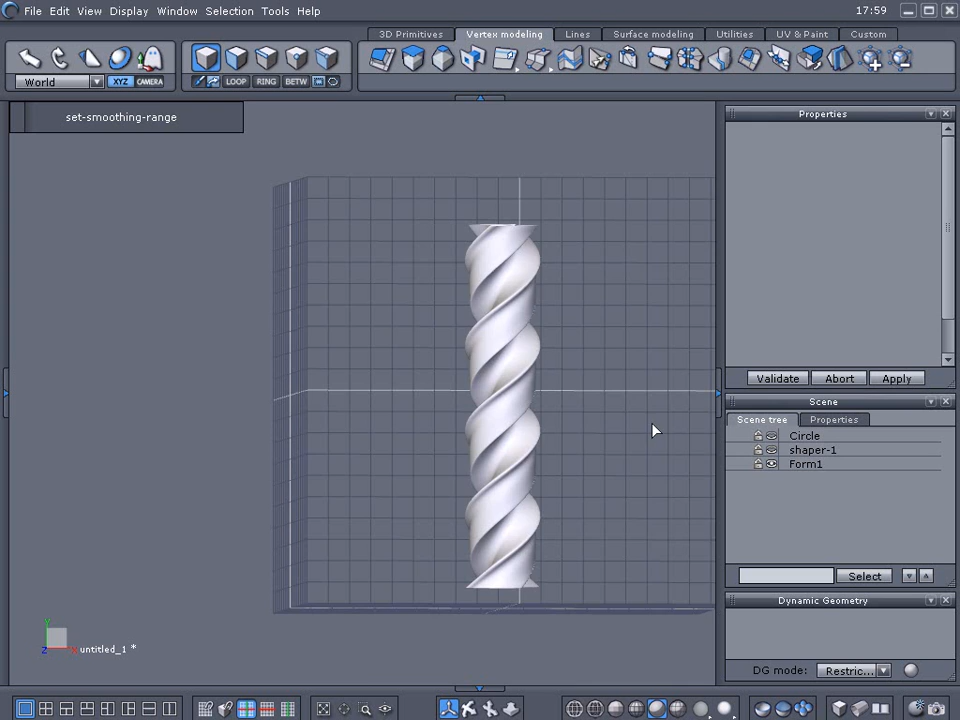 File Edit View Display Window Selection Tools Help 17:59
3D Primitives Vertex modeling Lines Surface modeling Utilities UV & Paint Custom
World XYZ CAMERA LOOP RING BETW
set-smoothing-range
Properties
Validate Abort Apply
Scene
Scene tree Properties
Circle
shaper-1
Form1
Select
Dynamic Geometry
Y
Z X
untitled_1 *
DG mode: Restric...